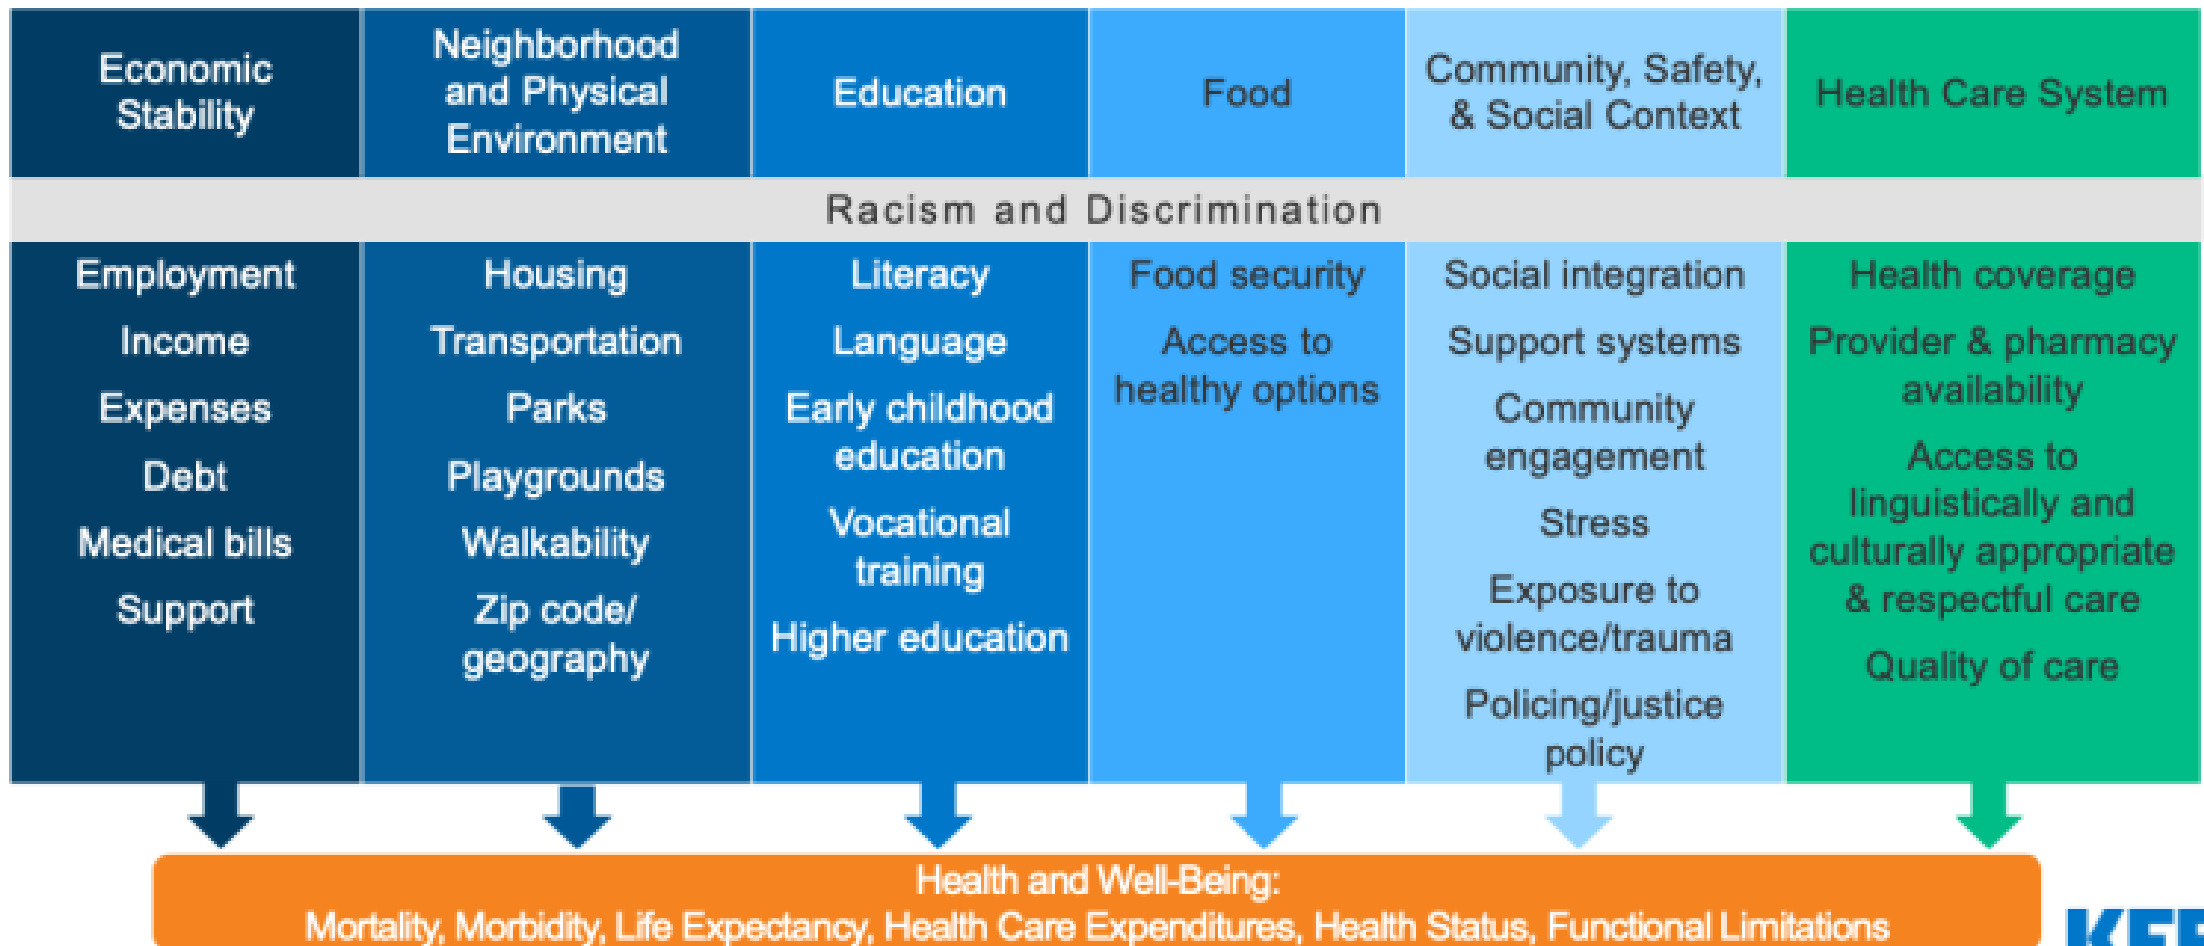 Economic
Stability
Neighborhood
and Physical
Environment
Education
Food
Community, Safety,
& Social Context
Health Care System
Racism and Discrimination
Employment
Income
Expenses
Debt
Medical bills
Support
Housing
Transportation
Parks
Playgrounds
Walkability
Zip code/
geography
Literacy
Language
Early childhood
education
Vocational
training
Higher education
Food security
Access to
healthy options
Social integration
Support systems
Community
engagement
Stress
Exposure to
violence/trauma
Policing/justice
policy
Health coverage
Provider & pharmacy
availability
Access to
linguistically and
culturally appropriate
& respectful care
Quality of care
Health and Well-Being:
Mortality, Morbidity, Life Expectancy, Health Care Expenditures, Health Status, Functional Limitations